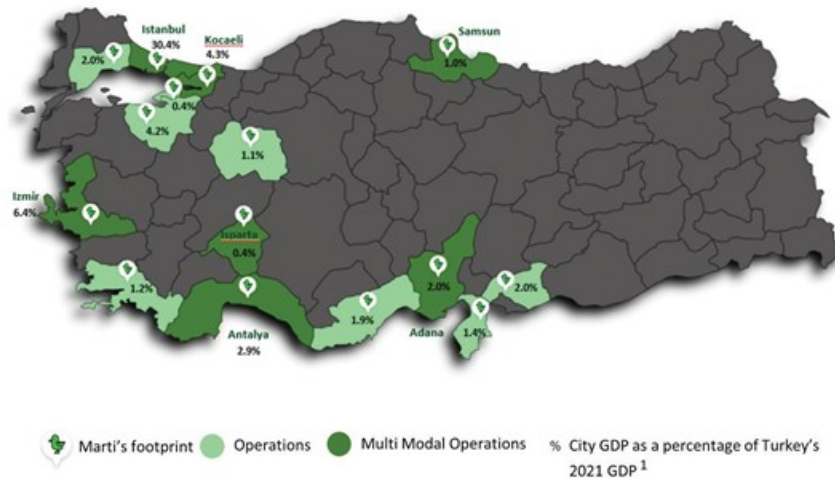 Istanbul
30.4%
Kocaeli
4.3%
Samsun
1.0%
2.0%
0.4%
4.2%
1.1%
Izmir
6.4%
Isparta
0.4%
1.2%
Antalya
2.9%
1.9%
2.0%
Adana
2.0%
1.4%
Marti's footprint
Operations
Multi Modal Operations
% City GDP as a percentage of Turkey's
2021 GDP 1